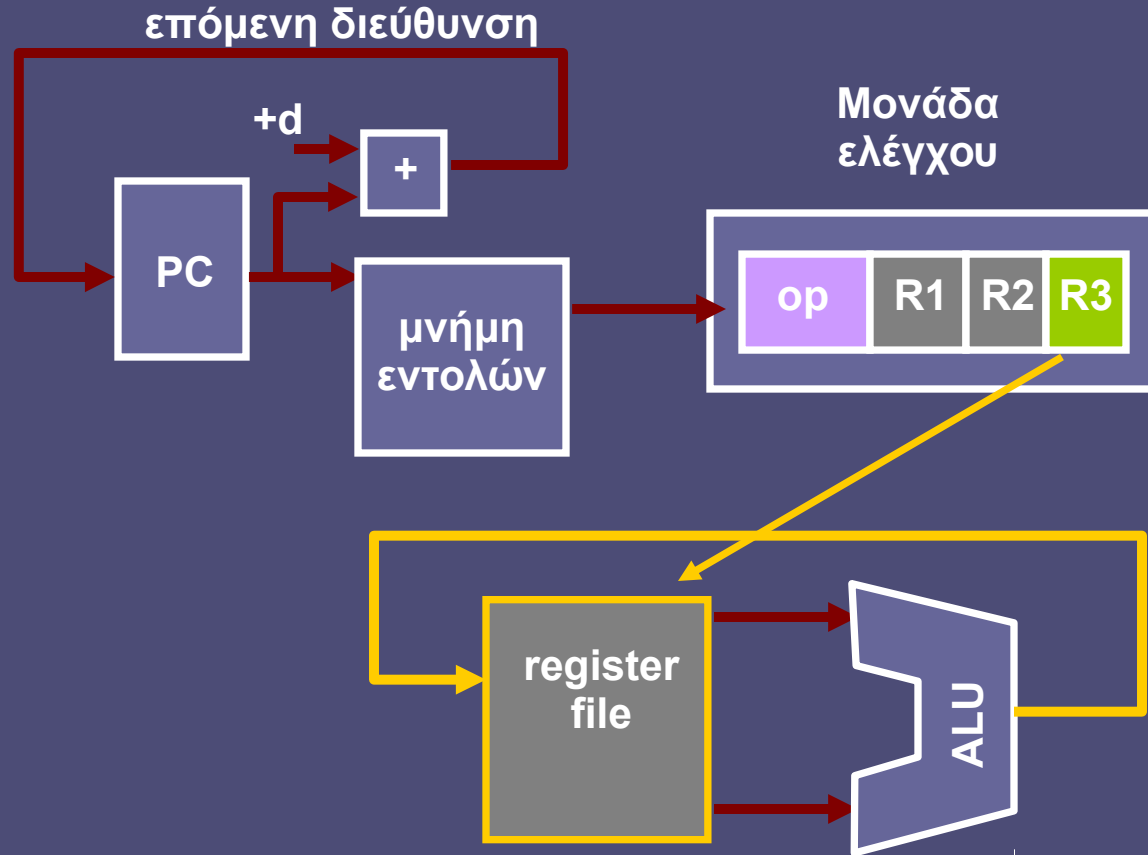 επόμενη διεύθυνση
+d
+
Μονάδα
ελέγχου
PC
μνήμη
εντολών
op R1 R2 R3
register
file
ALU